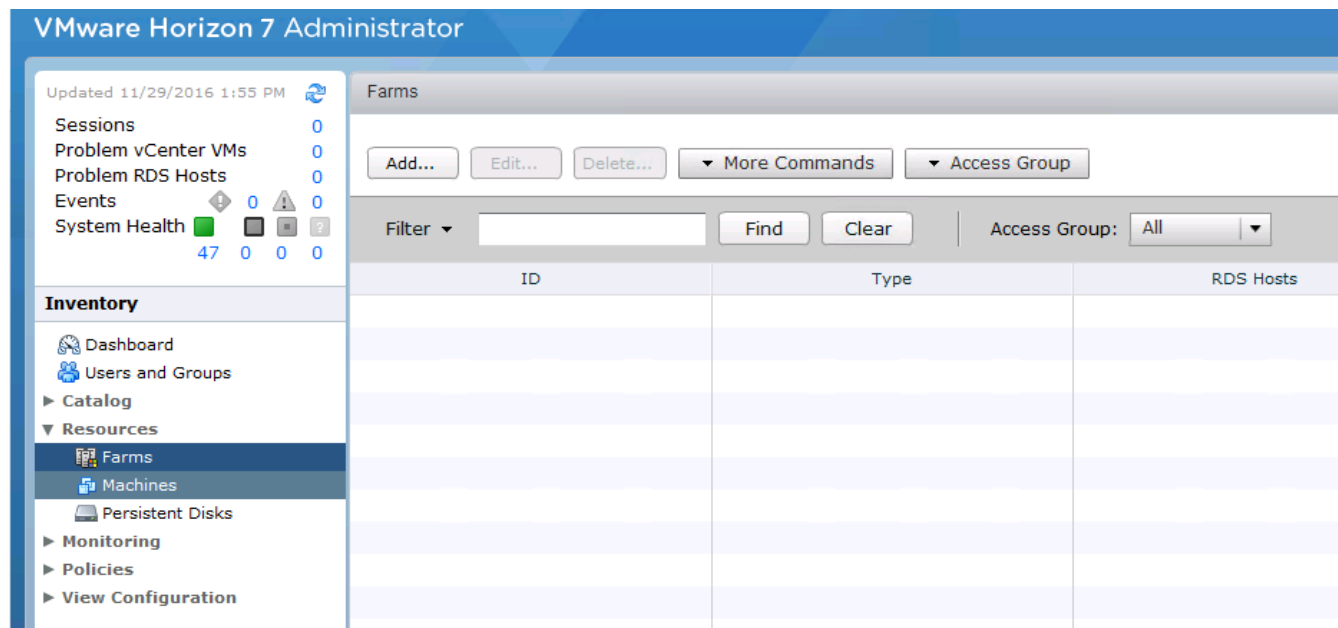 VMware Horizon 7 Administrator
Updated 11/29/2016 1:55 PM
Sessions 0
Problem vCenter VMs 0
Problem RDS Hosts 0
Events 0 0
System Health ?
47 0 0 0
Inventory
Dashboard
Users and Groups
Catalog
Resources
Farms
Machines
Persistent Disks
Monitoring
Policies
View Configuration
Farms
Add... Edit... Delete... More Commands Access Group
Filter Find Clear Access Group: All
ID Type RDS Hosts